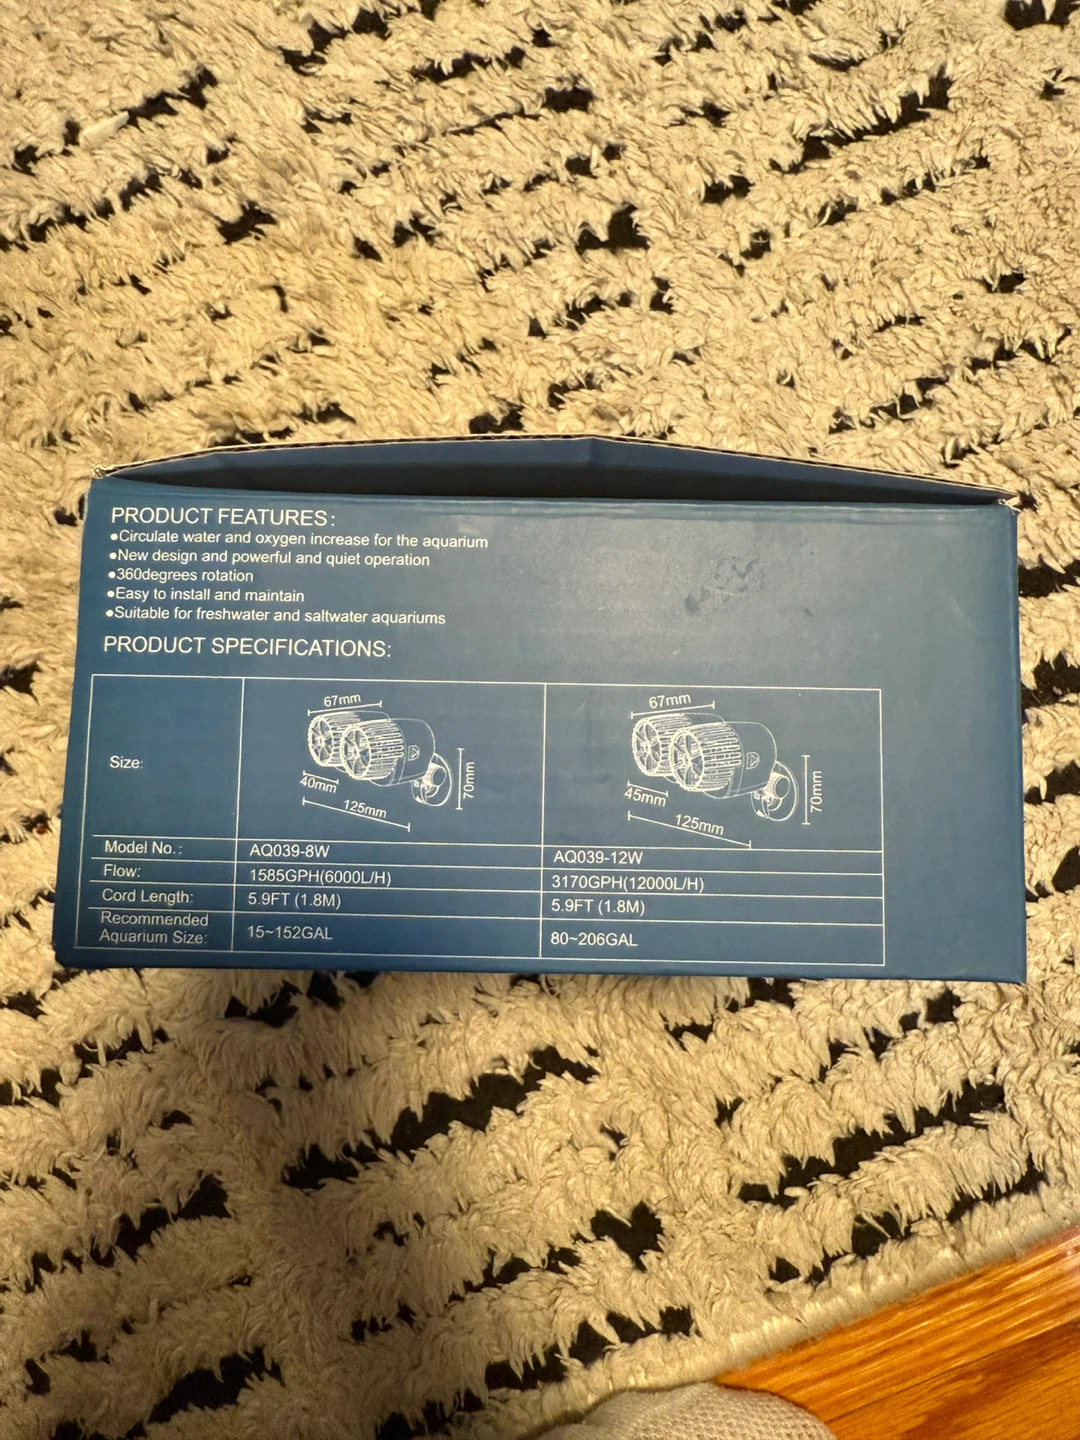 PRODUCT FEATURES:
●Circulate water and oxygen increase for the aquarium
●New design and powerful and quiet operation
●360degrees rotation
●Easy to install and maintain
●Suitable for freshwater and saltwater aquariums
PRODUCT SPECIFICATIONS:
Size:
67mm
40mm
125mm
70mm
67mm
45mm
125mm
70mm
Model No.: AQ039-8W AQ039-12W
Flow: 1585GPH(6000L/H) 3170GPH(12000L/H)
Cord Length: 5.9FT (1.8M) 5.9FT (1.8M)
Recommended
Aquarium Size: 15~152GAL 80~206GAL